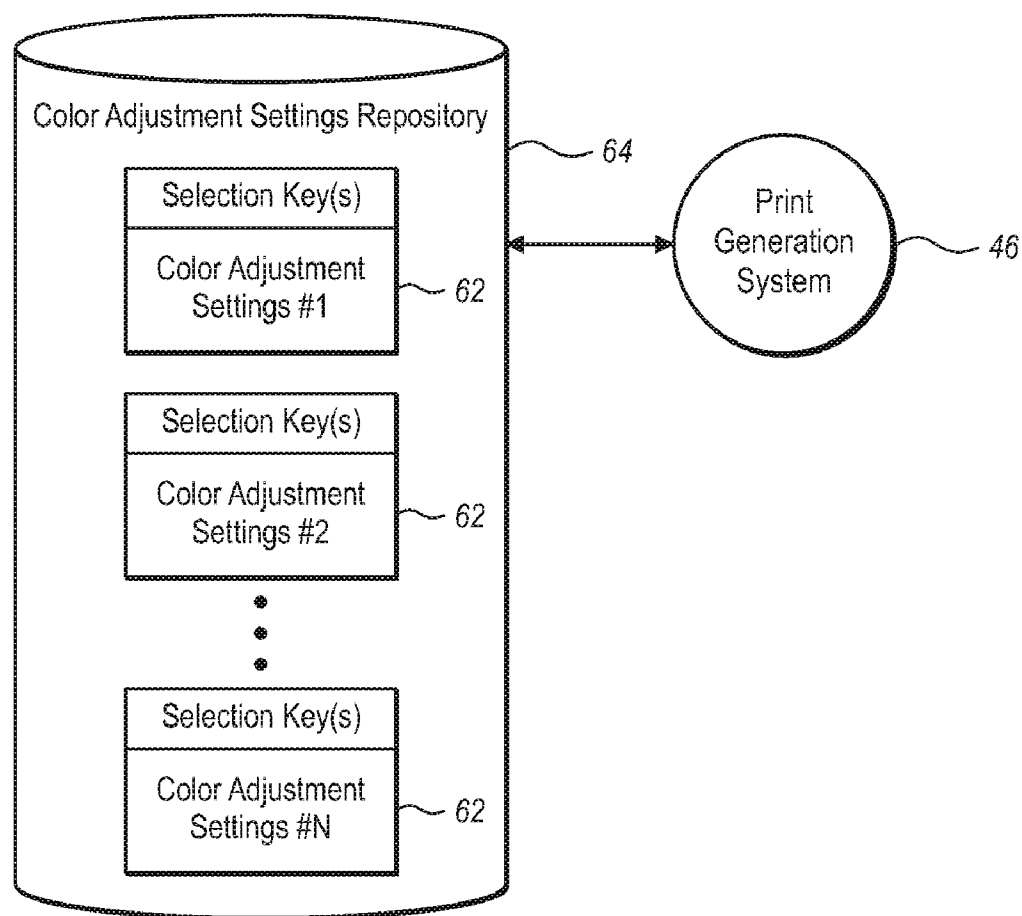 Color Adjustment Settings Repository
64
Selection Key(s)
Color Adjustment
Settings #1
62
Print
Generation
System
46
Selection Key(s)
Color Adjustment
Settings #2
62
Selection Key(s)
Color Adjustment
Settings #N
62